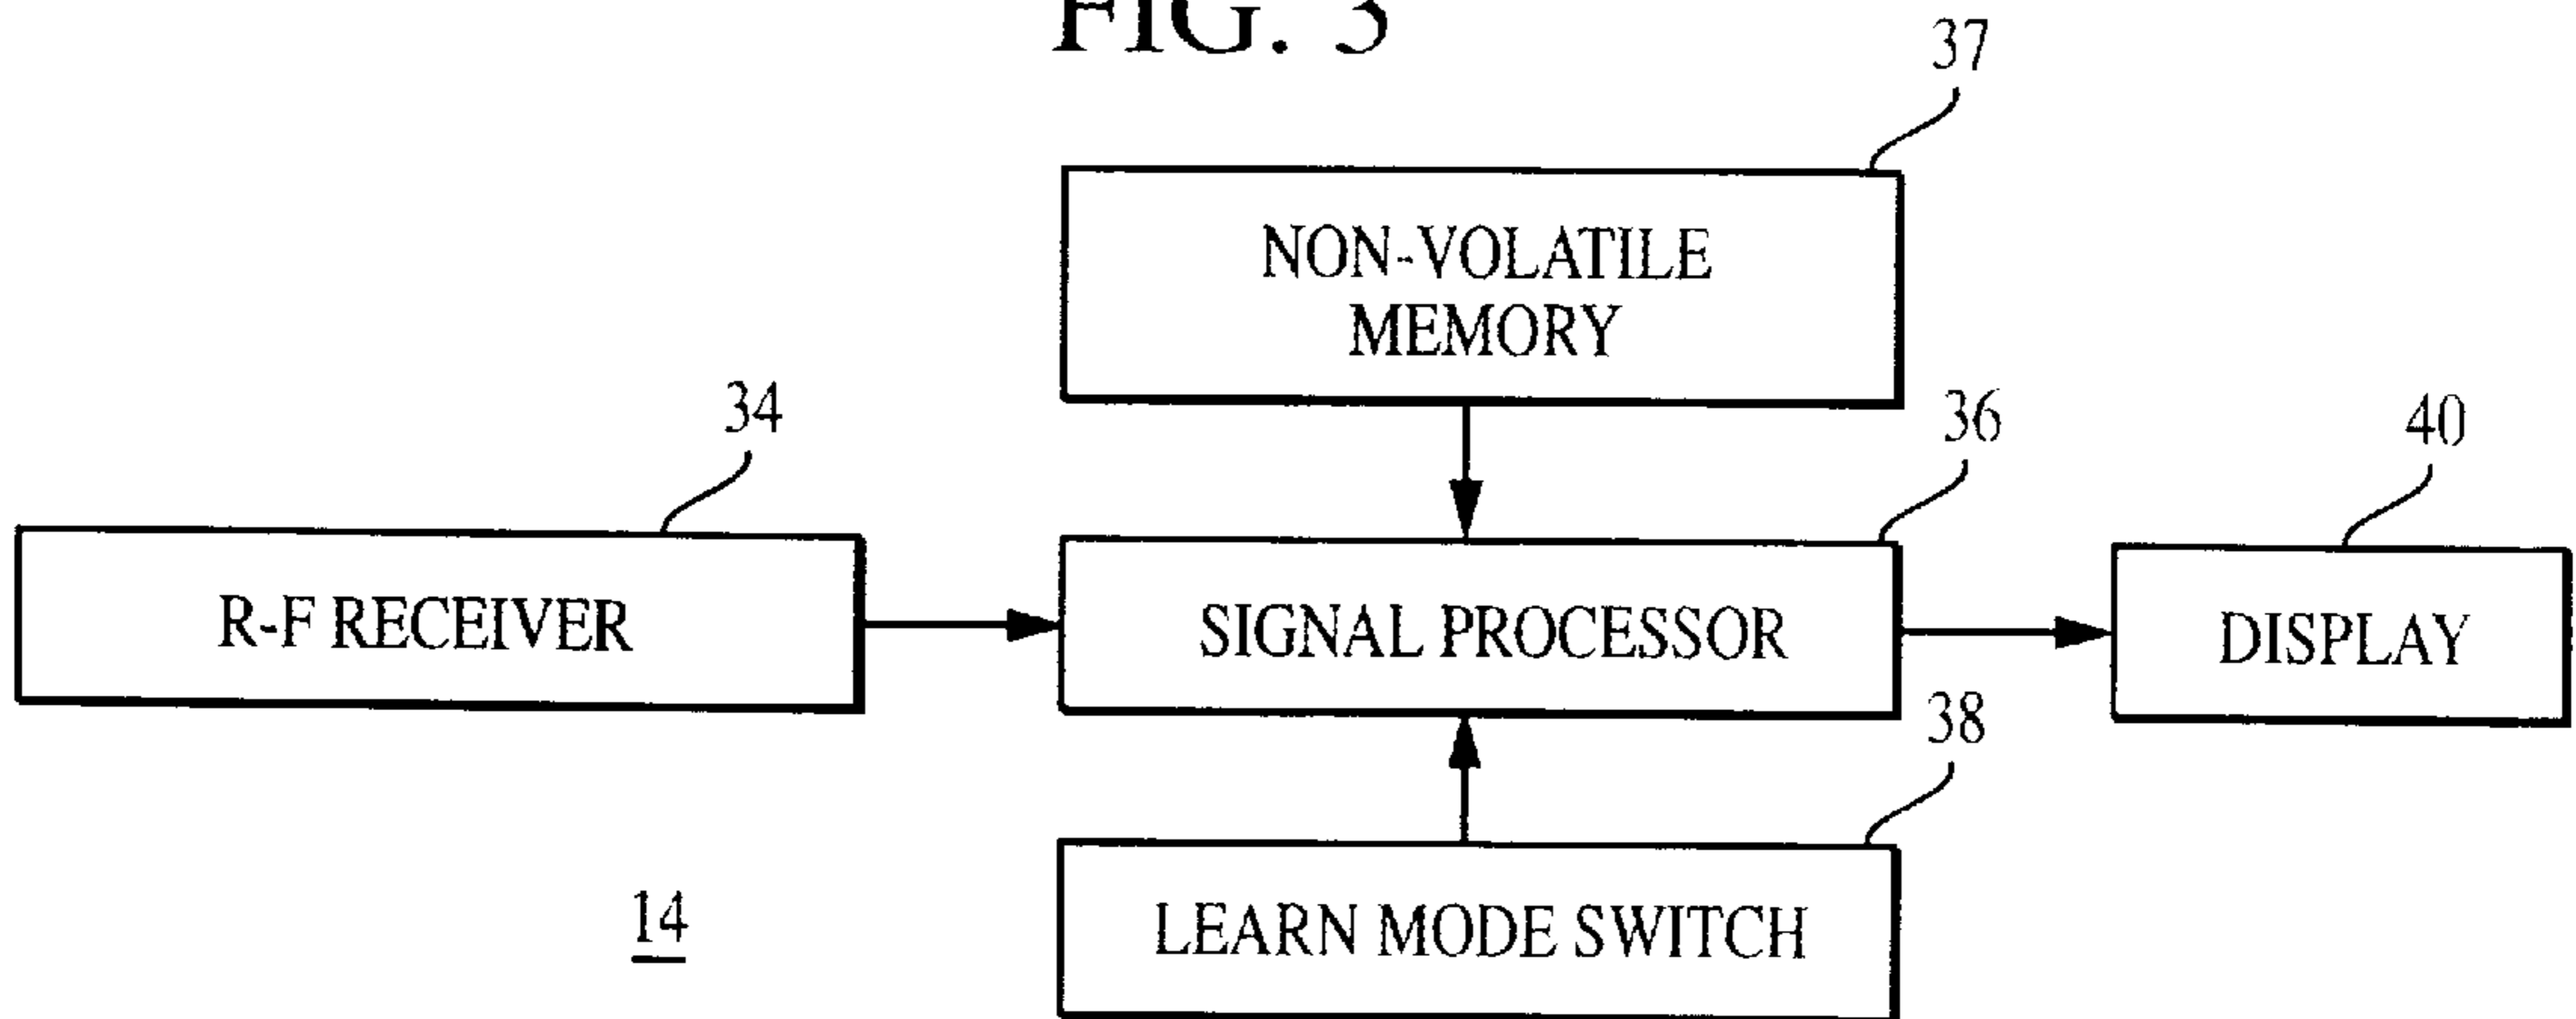 FIG. 3
37
NON-VOLATILE
MEMORY
34
36
40
R-F RECEIVER
SIGNAL PROCESSOR
DISPLAY
38
14
LEARN MODE SWITCH